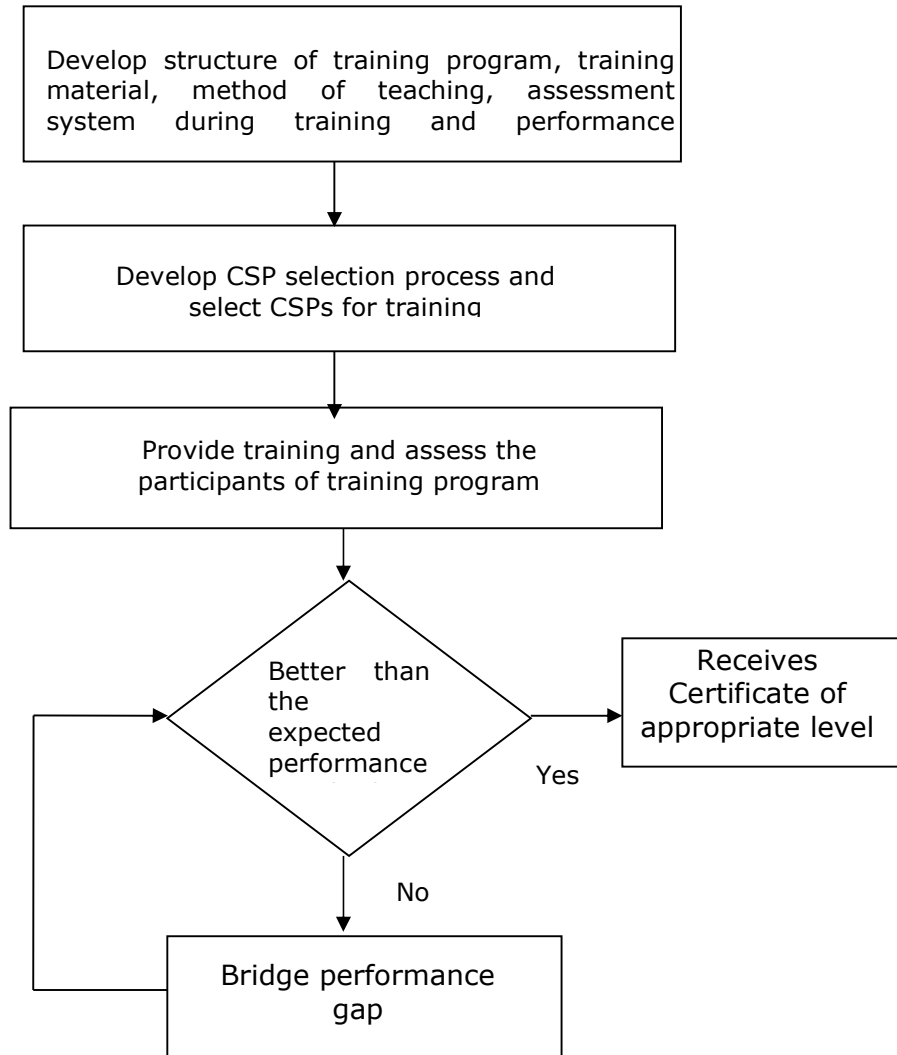 Develop structure of training program, training
material, method of teaching, assessment
system during training and performance
Develop CSP selection process and
select CSPs for training
Provide training and assess the
participants of training program
Better than
the
expected
performance
Receives
Certificate of
appropriate level
Yes
No
Bridge performance
gap